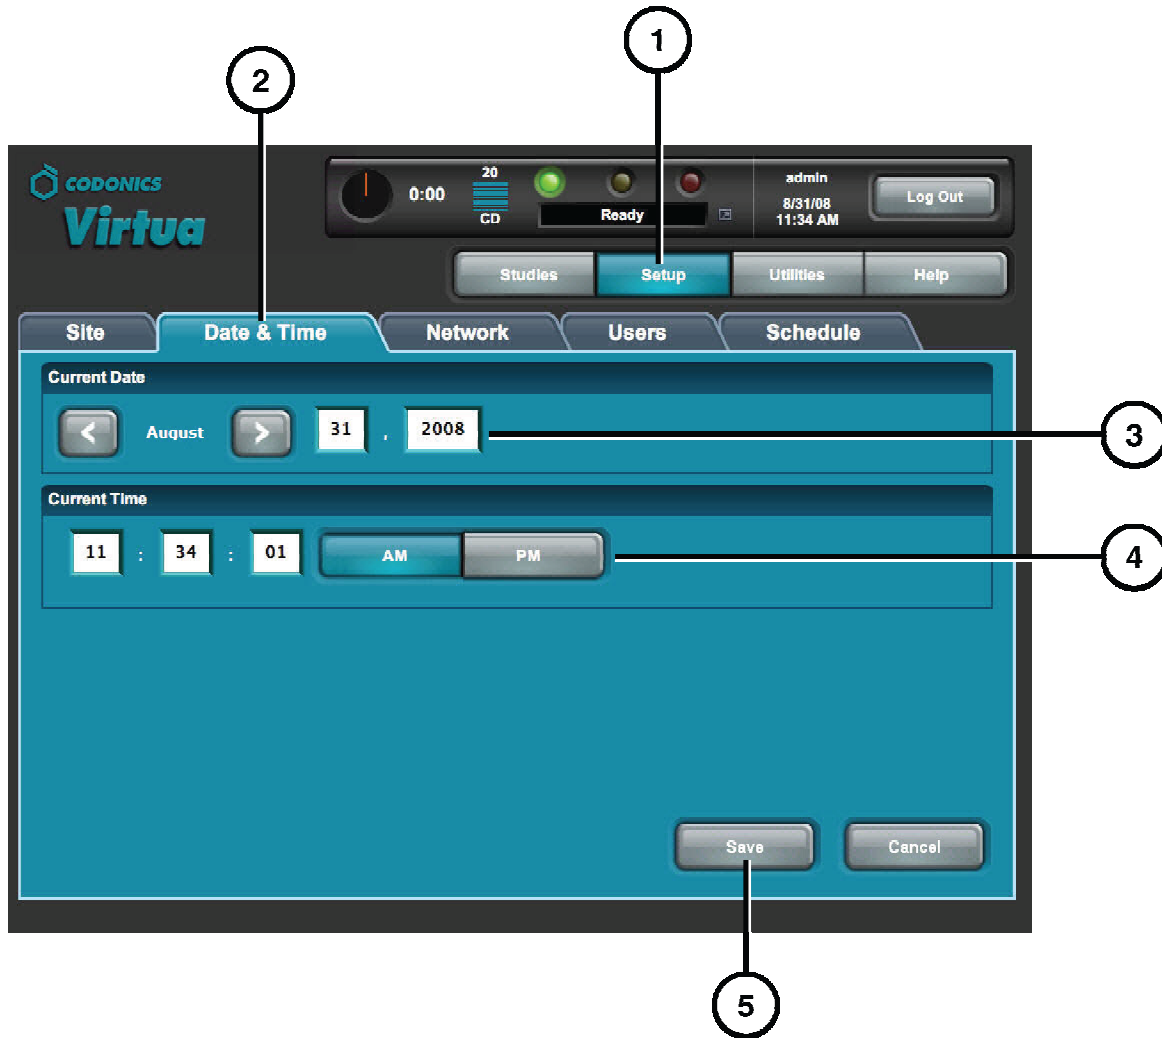 1
2
CODONICS
Virtua
0:00
20
CD
Ready
admin
8/31/08
11:34 AM
Log Out
Studies
Setup
Utilities
Help
Site
Date & Time
Network
Users
Schedule
Current Date
<
August
>
31 , 2008
3
Current Time
11 : 34 : 01
AM
PM
4
Save
Cancel
5